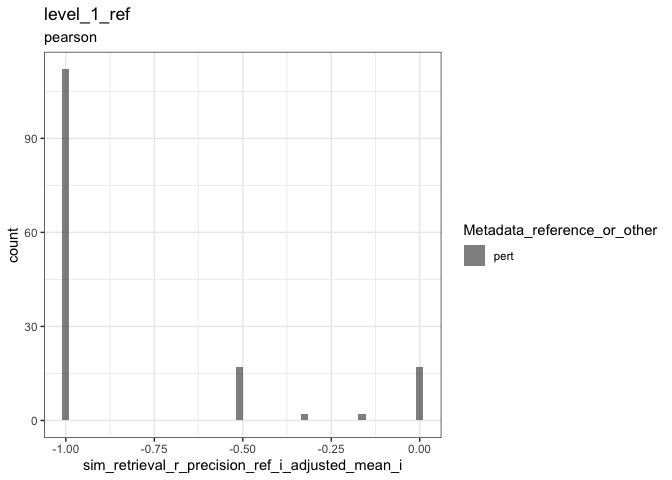 level_1_ref
pearson
count
90
60
30
0
-1.00
-0.75
-0.50
-0.25
0.00
sim_retrieval_r_precision_ref_i_adjusted_mean_i
Metadata_reference_or_other
pert